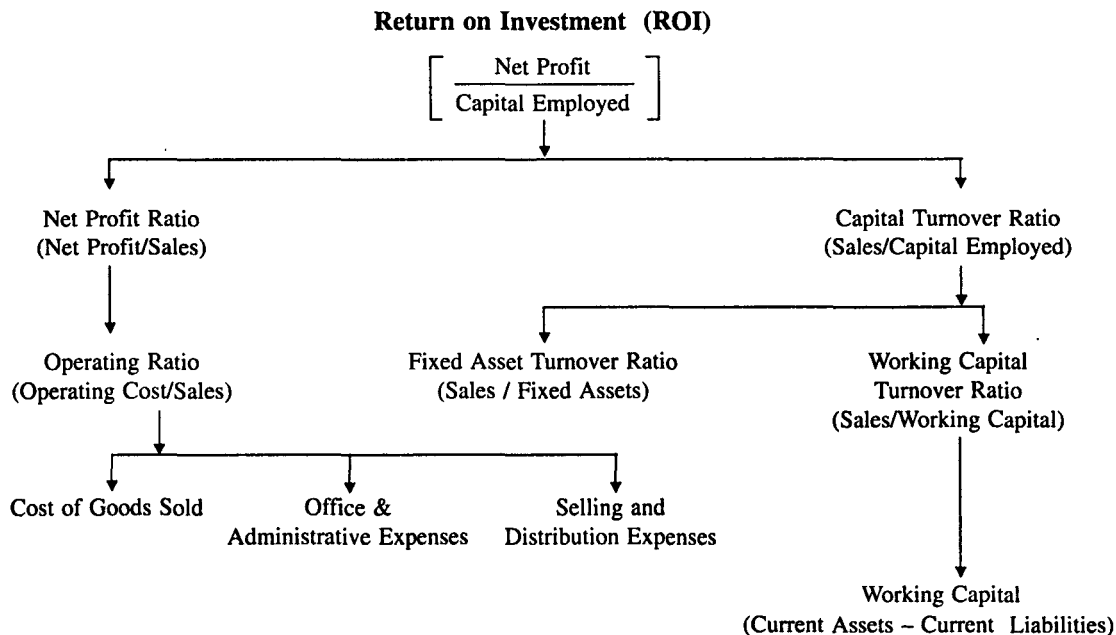 Return on Investment (ROI)
[ Net Profit
Capital Employed ]
Net Profit Ratio
(Net Profit/Sales)
Capital Turnover Ratio
(Sales/Capital Employed)
Operating Ratio
(Operating Cost/Sales)
Fixed Asset Turnover Ratio
(Sales / Fixed Assets)
Working Capital
Turnover Ratio
(Sales/Working Capital)
Cost of Goods Sold
Office &
Administrative Expenses
Selling and
Distribution Expenses
Working Capital
(Current Assets – Current Liabilities)